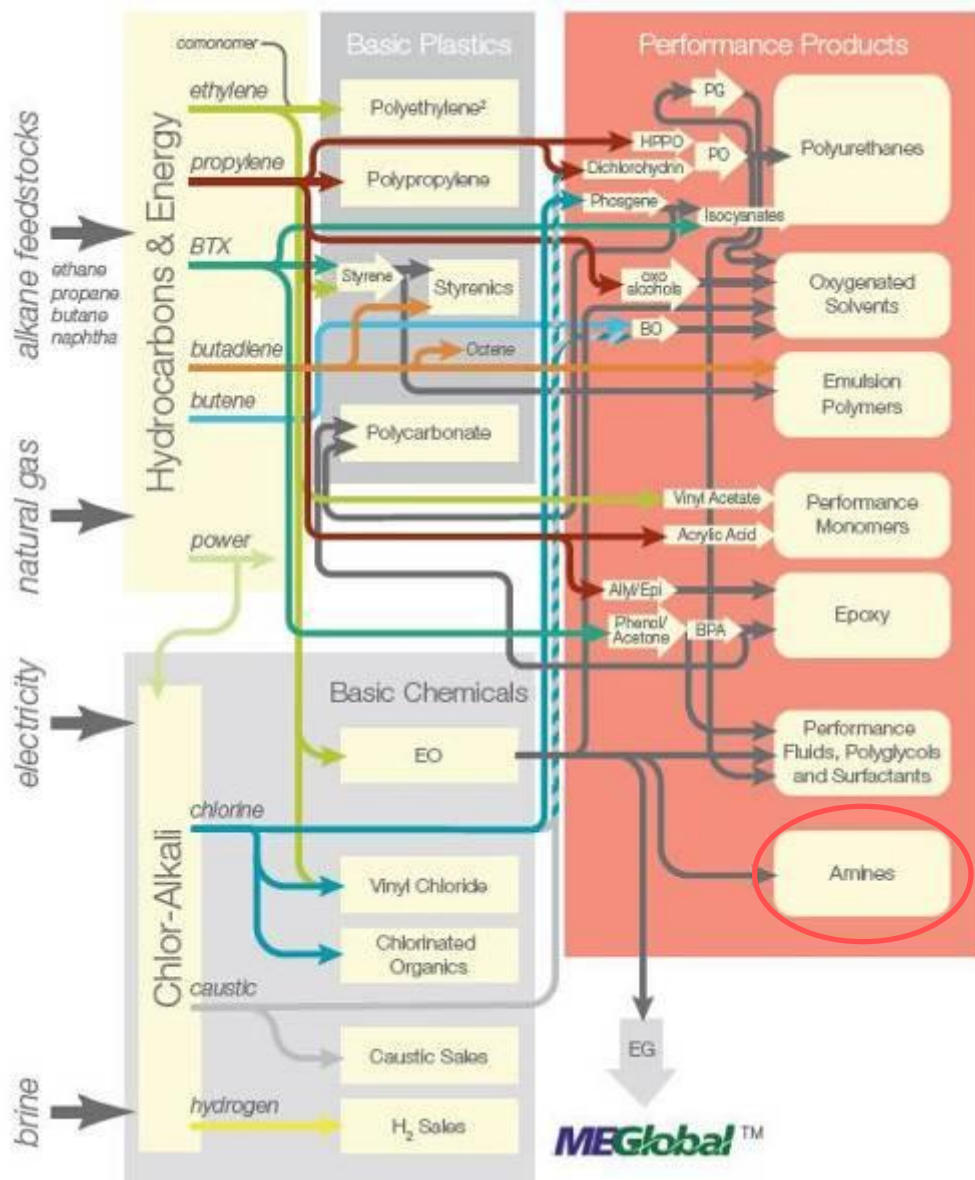 alkane feedstocks
ethane
propane
butane
naphtha
natural gas
electricity
brine
Hydrocarbons & Energy
comonomer
ethylene
propylene
BTX
butadiene
butene
power
Basic Plastics
Polyethylene²
Polypropylene
Styrene
Styrenics
Octene
Polycarbonate
Performance Products
PG
HPPO
PO
Dichlorohydrin
Phosgene
Isocyanates
oxo
alcohols
BO
Vinyl Acetate
Acrylic Acid
Allyl/Epi
Phenol/
Acetone
BPA
Polyurethanes
Oxygenated
Solvents
Emulsion
Polymers
Performance
Monomers
Epoxy
Performance
Fluids, Polyglycols
and Surfactants
Amines
Chlor-Alkali
chlorine
caustic
hydrogen
Basic Chemicals
EO
Vinyl Chloride
Chlorinated
Organics
Caustic Sales
H₂ Sales
EG
MEGlobal™